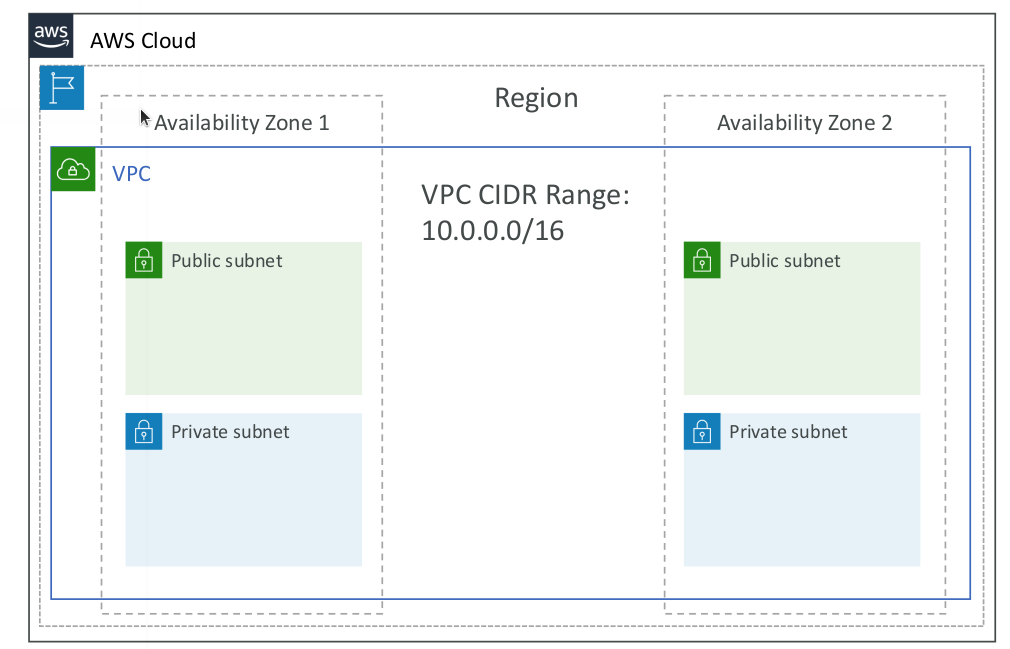 aws
AWS Cloud
Region
Availability Zone 1
Availability Zone 2
VPC
VPC CIDR Range:
10.0.0.0/16
Public subnet
Public subnet
Private subnet
Private subnet